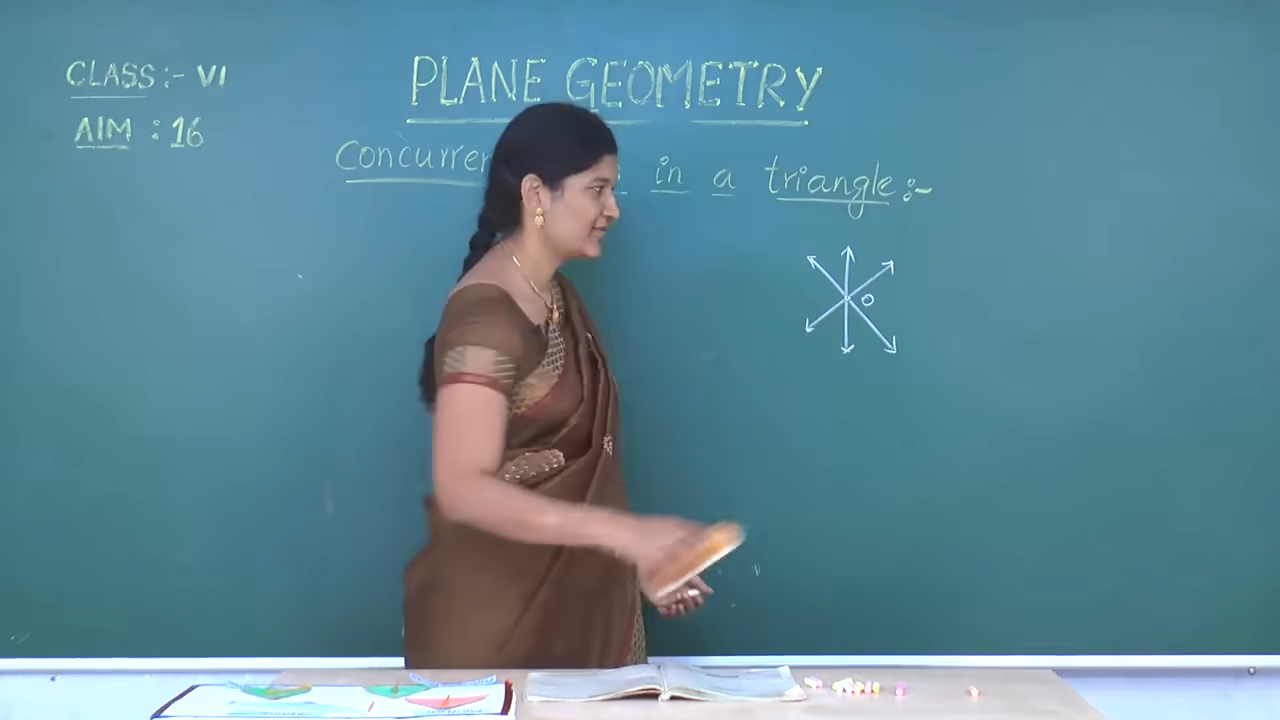 CLASS:- VI
AIM : 16
PLANE GEOMETRY
in a triangle:-
O